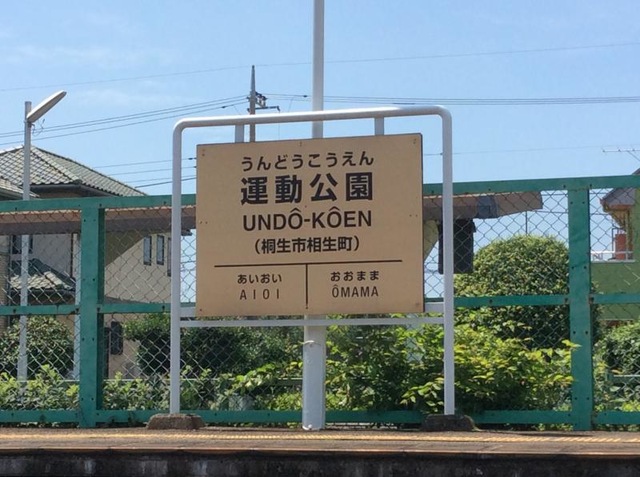 うんどうこうえん
運動公園
UNDÔ-KÔEN
(桐生市相生町)
あいおい おおまま
AIOI ÔMAMA